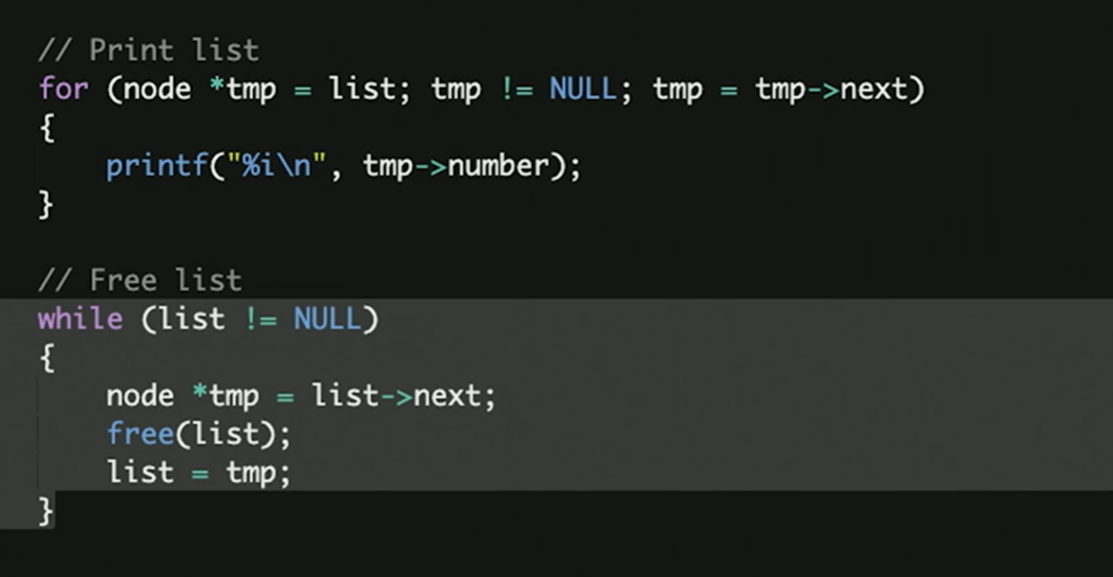 // Print list
for (node *tmp = list; tmp != NULL; tmp = tmp->next)
{
    printf("%i\n", tmp->number);
}

// Free list
while (list != NULL)
{
    node *tmp = list->next;
    free(list);
    list = tmp;
}